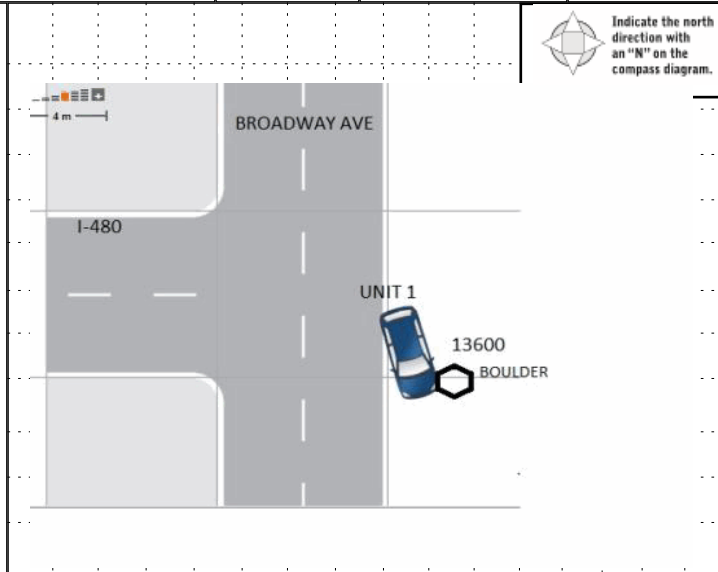 Indicate the north
direction with
an “N” on the
compass diagram.
4 m
BROADWAY AVE
I-480
UNIT 1
13600
BOULDER